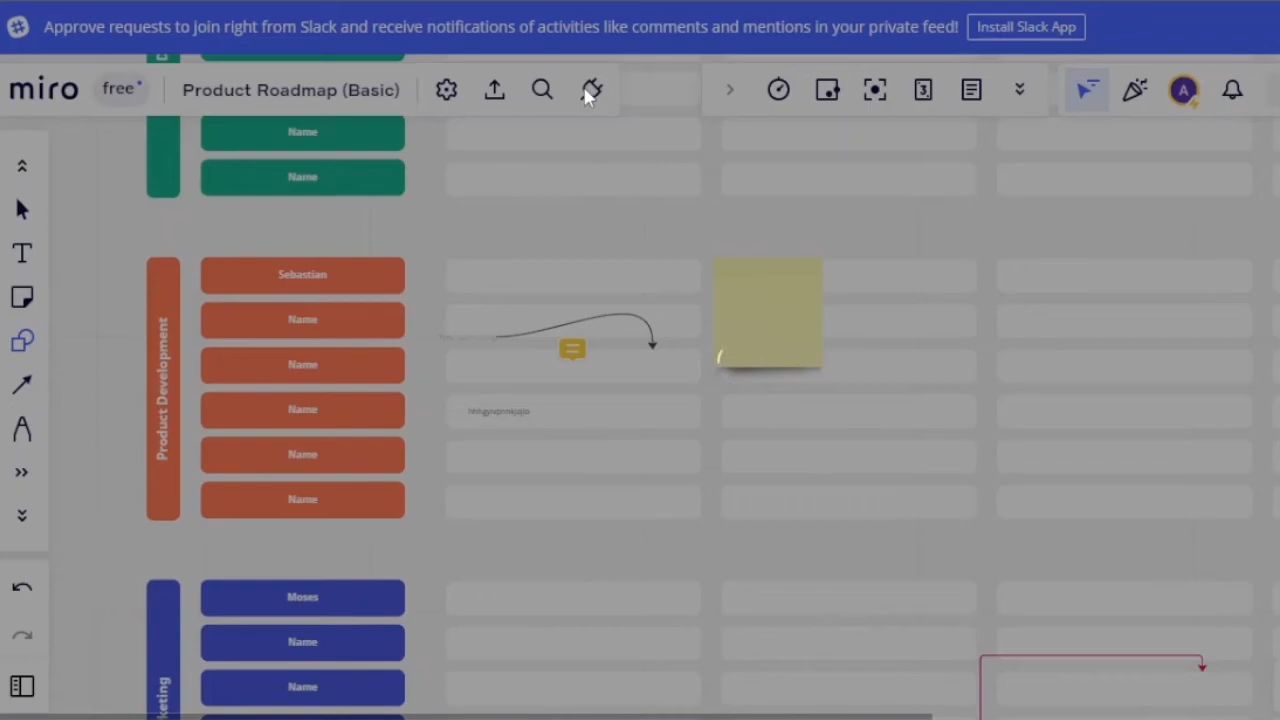 Approve requests to join right from Slack and receive notifications of activities like comments and mentions in your private feed! Install Slack App
miro free Product Roadmap (Basic) 3 A
Name
Name
Product Development
Sebastian
Name
Name
Name
Name
Name
Moses
Name
Name